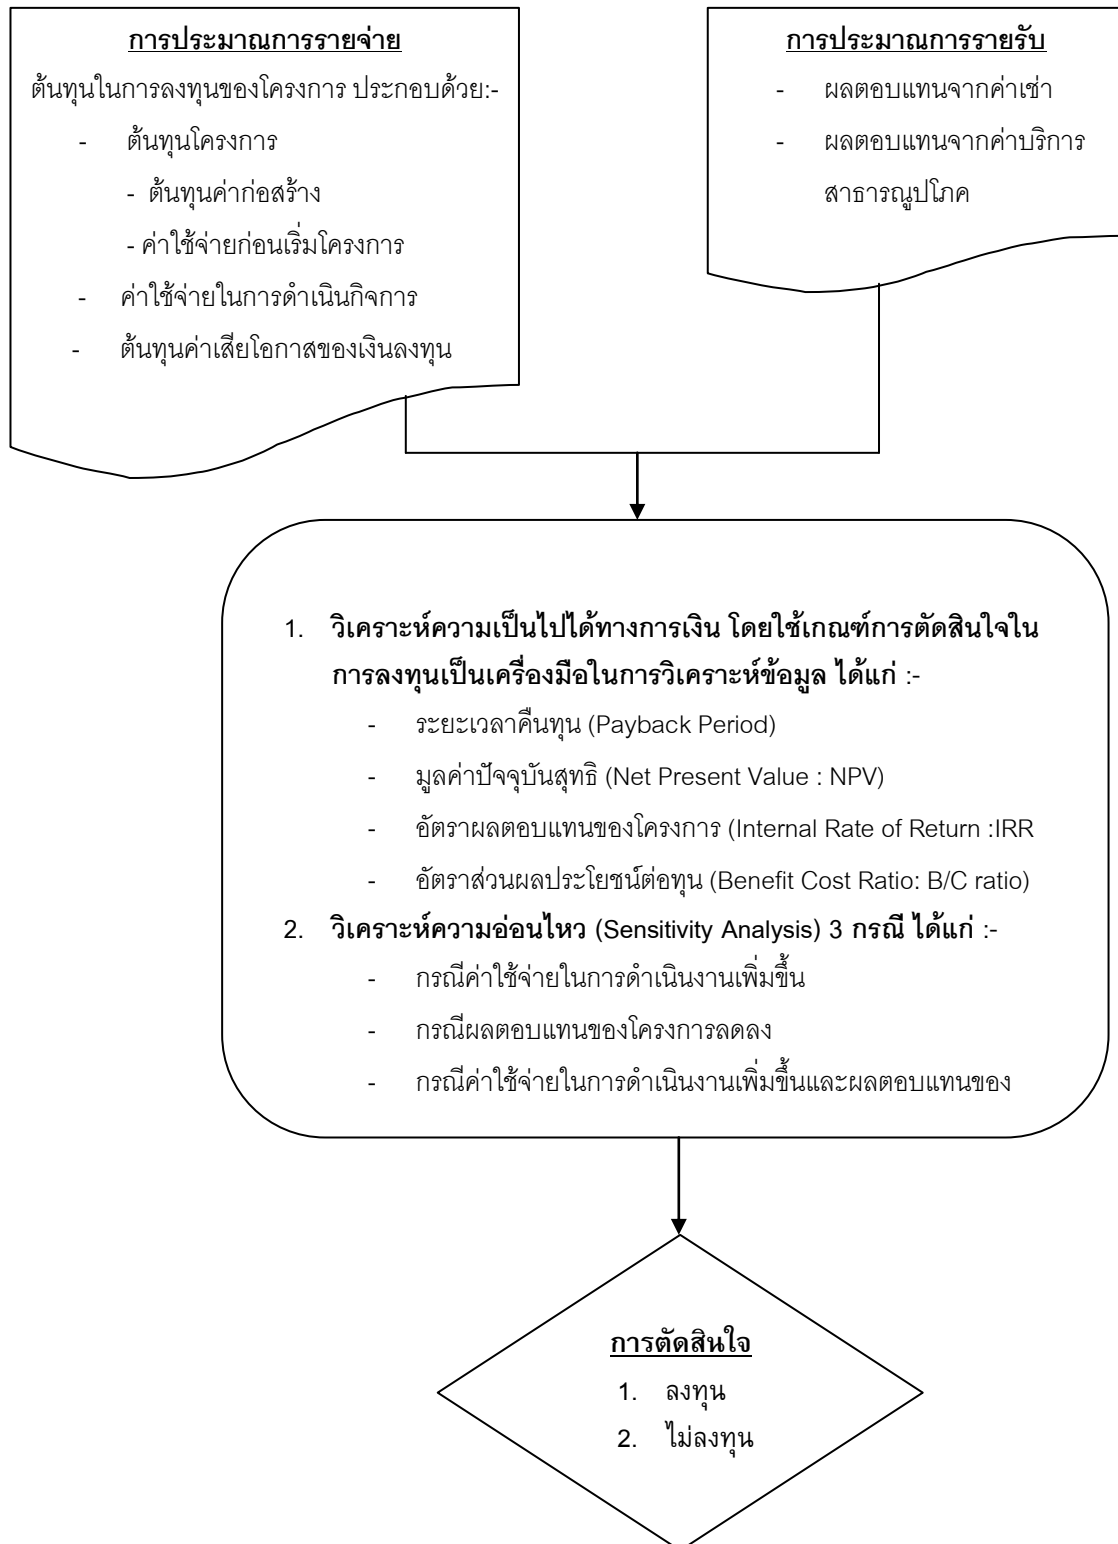 การประมาณการรายจ่าย
ต้นทุนในการลงทุนของโครงการ ประกอบด้วย:-
- ต้นทุนโครงการ
- ต้นทุนค่าก่อสร้าง
- ค่าใช้จ่ายก่อนเริ่มโครงการ
- ค่าใช้จ่ายในการดำเนินกิจการ
- ต้นทุนค่าเสียโอกาสของเงินลงทุน
การประมาณการรายรับ
- ผลตอบแทนจากค่าเช่า
- ผลตอบแทนจากค่าบริการ
สาธารณูปโภค
1. วิเคราะห์ความเป็นไปได้ทางการเงิน โดยใช้เกณฑ์การตัดสินใจใน
การลงทุนเป็นเครื่องมือในการวิเคราะห์ข้อมูล ได้แก่ :-
- ระยะเวลาคืนทุน (Payback Period)
- มูลค่าปัจจุบันสุทธิ (Net Present Value : NPV)
- อัตราผลตอบแทนของโครงการ (Internal Rate of Return :IRR
- อัตราส่วนผลประโยชน์ต่อทุน (Benefit Cost Ratio: B/C ratio)
2. วิเคราะห์ความอ่อนไหว (Sensitivity Analysis) 3 กรณี ได้แก่ :-
- กรณีค่าใช้จ่ายในการดำเนินงานเพิ่มขึ้น
- กรณีผลตอบแทนของโครงการลดลง
- กรณีค่าใช้จ่ายในการดำเนินงานเพิ่มขึ้นและผลตอบแทนของ
การตัดสินใจ
1. ลงทุน
2. ไม่ลงทุน